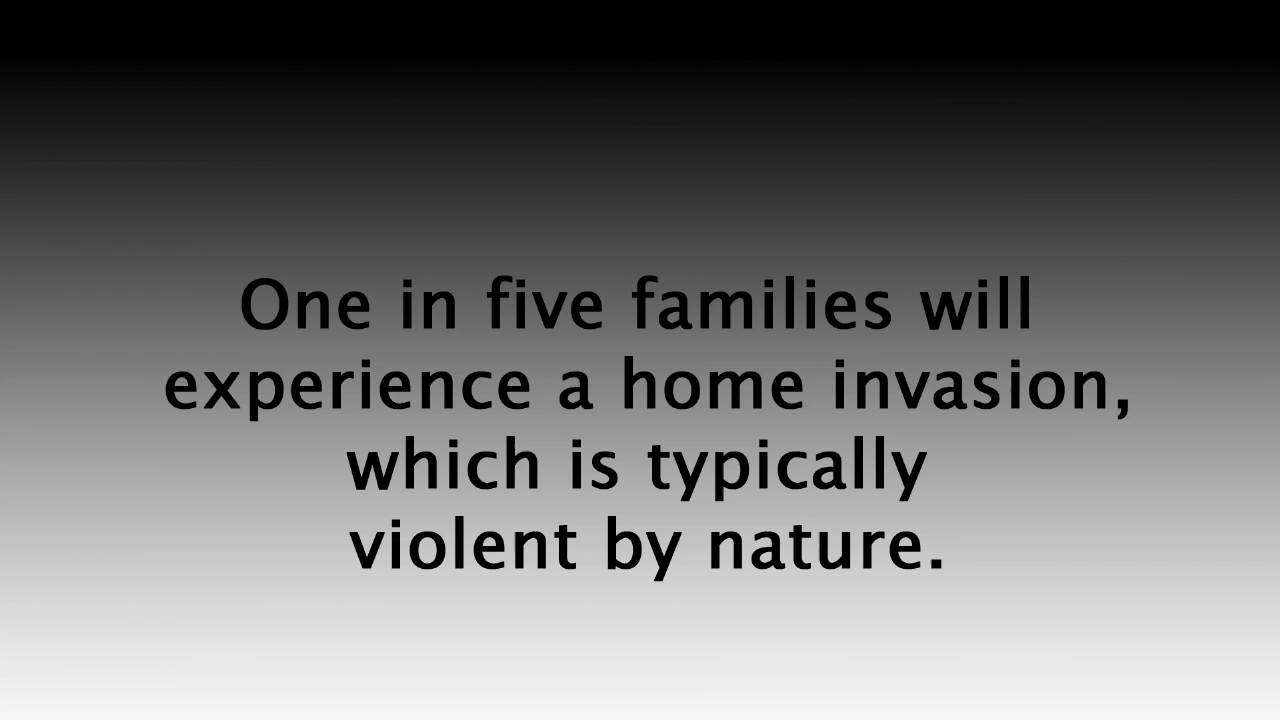 One in five families will
experience a home invasion,
which is typically
violent by nature.